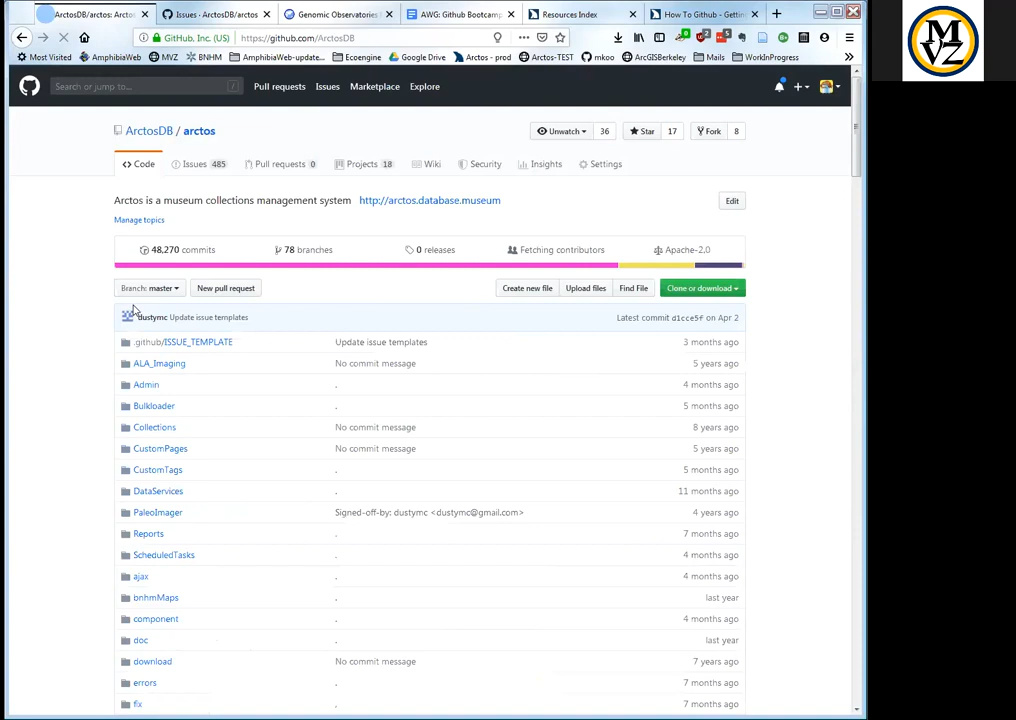 ArctosDB/arctos: Arctos:
Issues · ArctosDB/arctos
Genomic Observatories
AWG: Github Bootcamp
Resources Index
How To Github - Gettin
GitHub, Inc. (US)
https://github.com/ArctosDB
Most Visited
AmphibiaWeb
MVZ
BNHM
AmphibiaWeb-update...
Ecoengine
Google Drive
Arctos - prod
Arctos-TEST
mkoo
ArcGISBerkeley
Mails
WorkInProgress
Search or jump to...
/
Pull requests
Issues
Marketplace
Explore
ArctosDB / arctos
Unwatch
36
Star
17
Fork
8
Code
Issues 485
Pull requests 0
Projects 18
Wiki
Security
Insights
Settings
Arctos is a museum collections management system http://arctos.database.museum
Edit
Manage topics
48,270 commits
78 branches
0 releases
Fetching contributors
Apache-2.0
Branch: master
New pull request
Create new file
Upload files
Find File
Clone or download
dustymc Update issue templates
Latest commit d1cce5f on Apr 2
.github/ISSUE_TEMPLATE Update issue templates 3 months ago
ALA_Imaging No commit message 5 years ago
Admin . 4 months ago
Bulkloader . 5 months ago
Collections No commit message 8 years ago
CustomPages No commit message 5 years ago
CustomTags . 5 months ago
DataServices . 11 months ago
PaleoImager Signed-off-by: dustymc <dustymc@gmail.com> 4 years ago
Reports . 7 months ago
ScheduledTasks . 4 months ago
ajax . 4 months ago
bnhmMaps . last year
component . last year
doc . last year
download No commit message 7 years ago
errors . 7 months ago
fix . 7 months ago
MVZ